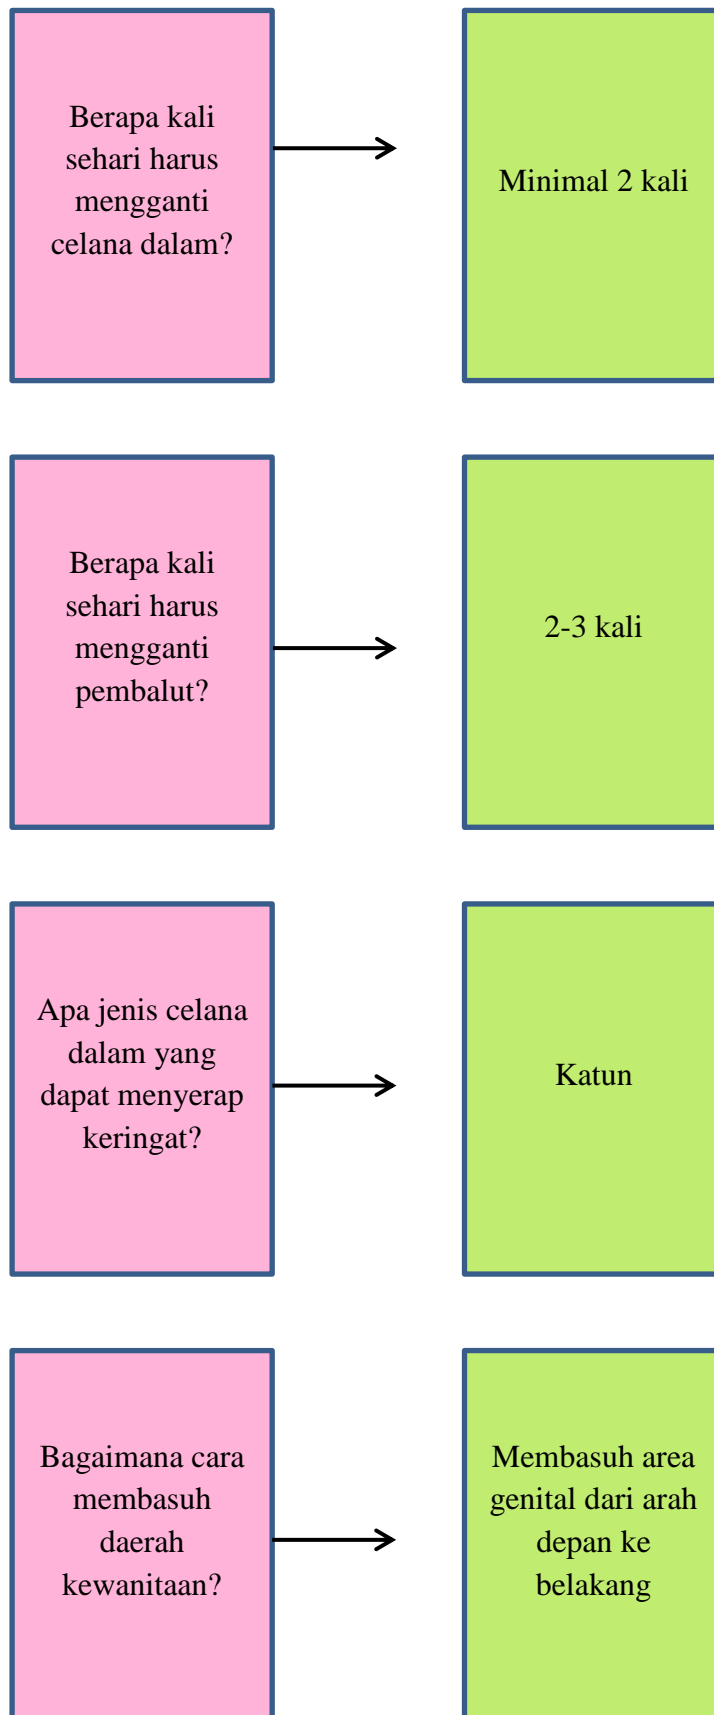 Berapa kali
sehari harus
mengganti
celana dalam?
Minimal 2 kali
Berapa kali
sehari harus
mengganti
pembalut?
2-3 kali
Apa jenis celana
dalam yang
dapat menyerap
keringat?
Katun
Bagaimana cara
membasuh
daerah
kewanitaan?
Membasuh area
genital dari arah
depan ke
belakang